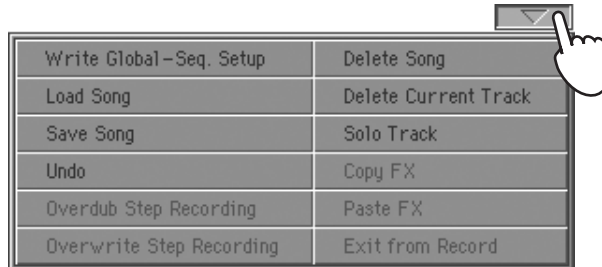 Write Global-Seq. Setup
Delete Song
Load Song
Delete Current Track
Save Song
Solo Track
Undo
Copy FX
Overdub Step Recording
Paste FX
Overwrite Step Recording
Exit from Record